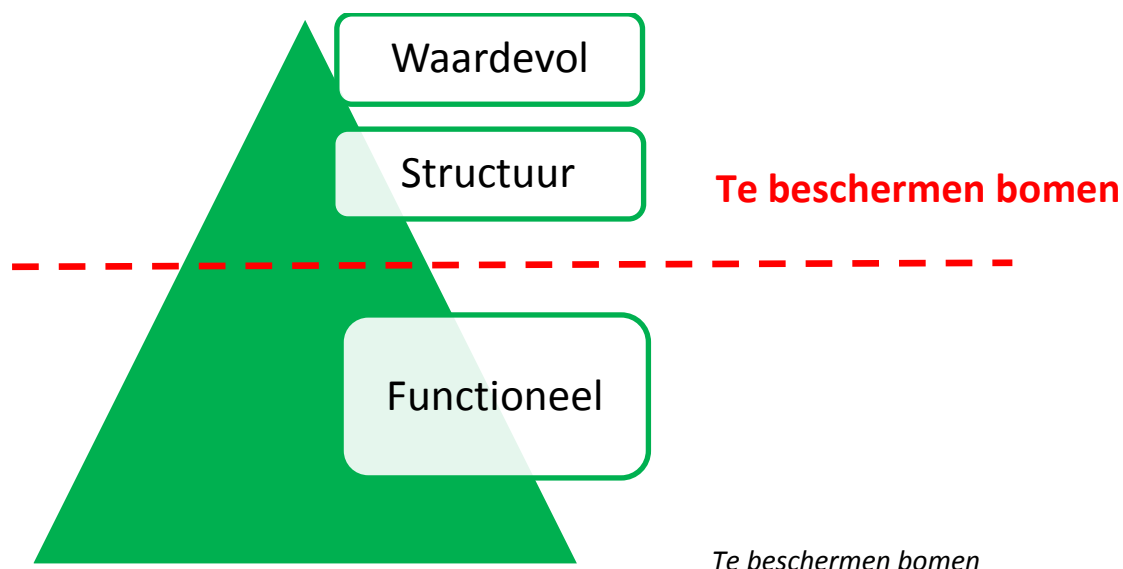 Waardevol
Structuur
Te beschermen bomen
Functioneel
Te beschermen bomen